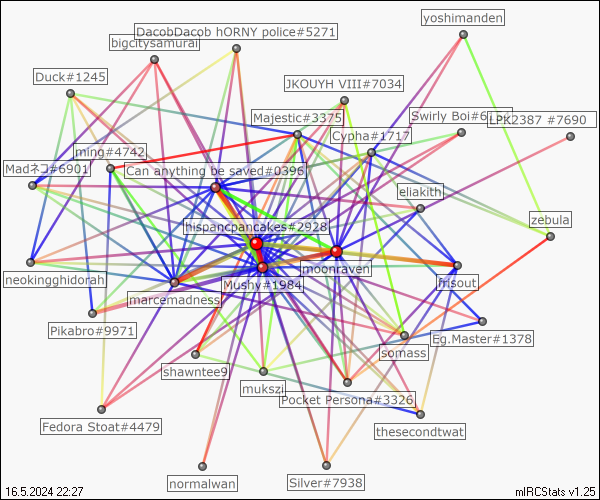 yoshimanden
DacobDacob hORNY police#5271
bigcitysamurai
Duck#1245
JKOUYH VIII#7034
Majestic#3375
Swirly Boi#6
LPK2387 #7690
Cypha#1717
ming#4742
Madネコ#6901
Can anything be saved#0396
eliakith
zebula
hispancpancakes#2928
moonraven
neokingghidorah
Mushy#1984
frisout
marcemadness
Pikabro#9971
Eg.Master#1378
somass
shawntee9
mukszi
Pocket Persona#3326
Fedora Stoat#4479
thesecondtwat
normalwan
Silver#7938
16.5.2024 22:27
mIRCStats v1.25